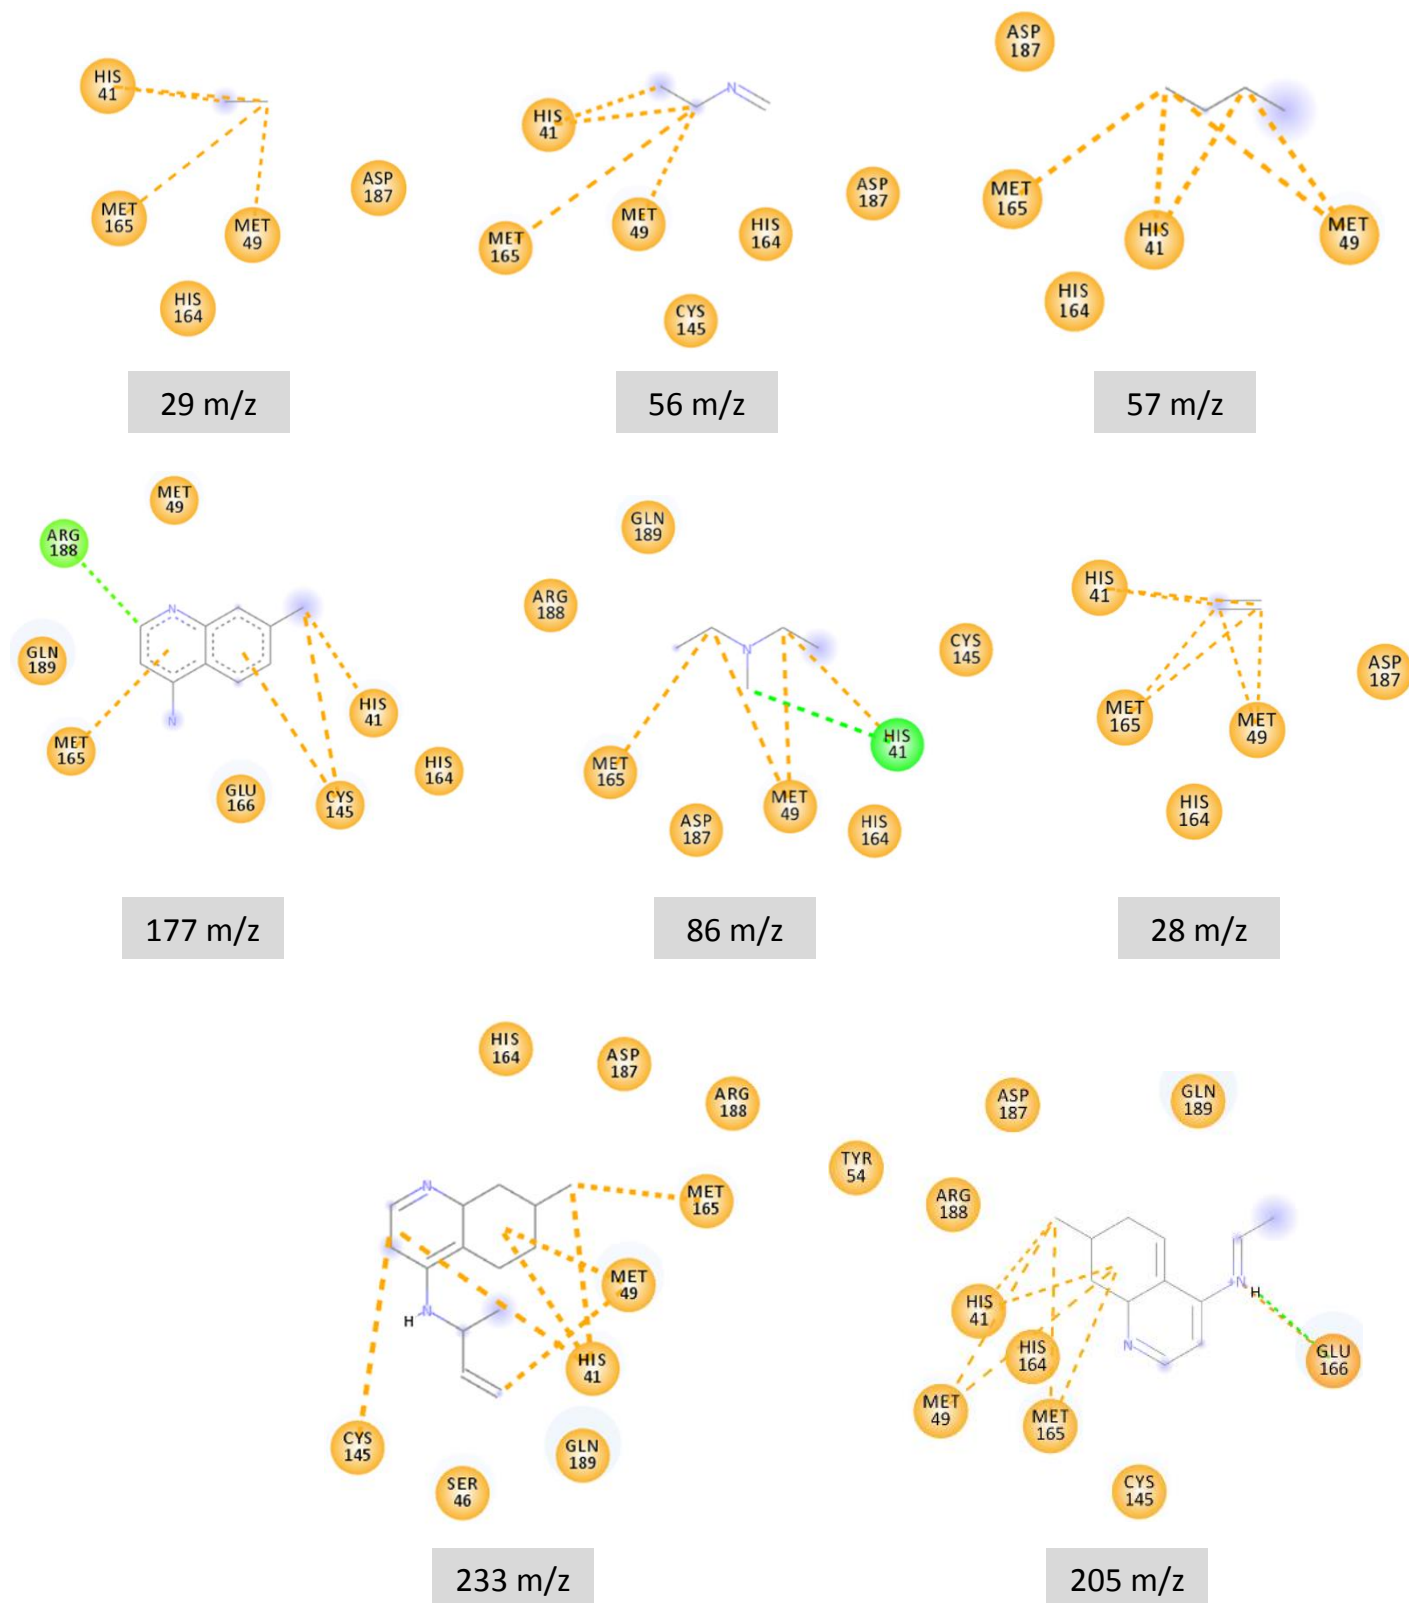 HIS
41
MET
165
MET
49
ASP
187
HIS
164
29 m/z
N
HIS
41
MET
165
MET
49
HIS
164
ASP
187
CYS
145
56 m/z
ASP
187
MET
165
HIS
41
MET
49
HIS
164
57 m/z
MET
49
ARG
188
N
GLN
189
N
MET
165
HIS
41
GLU
166
CYS
145
HIS
164
177 m/z
GLN
189
ARG
188
N
CYS
145
HIS
41
MET
165
ASP
187
MET
49
HIS
164
86 m/z
HIS
41
ASP
187
MET
165
MET
49
HIS
164
28 m/z
HIS
164
ASP
187
ARG
188
N
MET
165
MET
49
N
H
HIS
41
CYS
145
GLN
189
SER
46
233 m/z
ASP
187
GLN
189
TYR
54
ARG
188
N
+
H
HIS
41
HIS
164
N
GLU
166
MET
49
MET
165
CYS
145
205 m/z